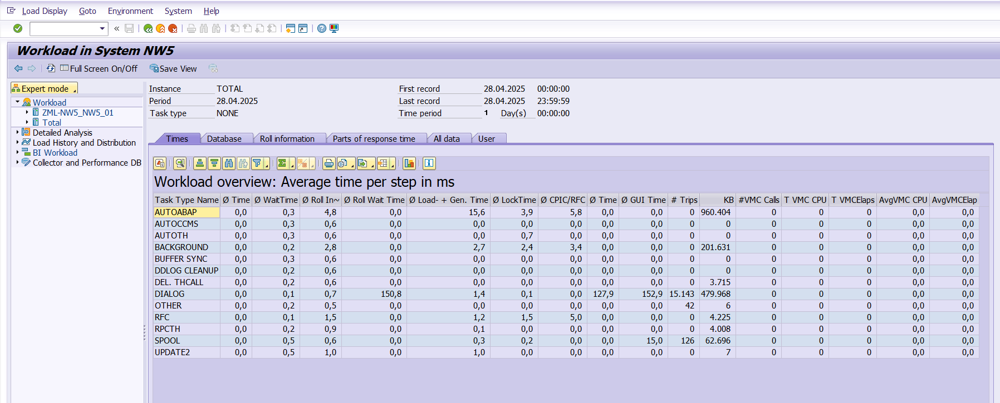 Load Display Goto Environment System Help
Workload in System NW5
Full Screen On/Off Save View
Expert mode
Workload
ZML-NW5_NW5_01
Total
Detailed Analysis
Load History and Distribution
BI Workload
Collector and Performance DB
Instance TOTAL First record 28.04.2025 00:00:00
Period 28.04.2025 Last record 28.04.2025 23:59:59
Task type NONE Time period 1 Day(s) 00:00:00
Times Database Roll information Parts of response time All data User
Workload overview: Average time per step in ms
Task Type Name Ø Time Ø WaitTime Ø Roll In~ Ø Roll Wait Time Ø Load- + Gen. Time Ø LockTime Ø CPIC/RFC Ø Time Ø GUI Time # Trips KB #VMC Calls T VMC CPU T VMCElaps AvgVMC CPU AvgVMCElap
AUTOABAP 0,0 0,3 4,8 0,0 15,6 3,9 5,8 0,0 0,0 0 960.404 0 0 0 0,0 0,0
AUTOCCMS 0,0 0,3 0,6 0,0 0,0 0,0 0,0 0,0 0,0 0 0 0 0 0 0,0 0,0
AUTOTH 0,0 0,3 0,6 0,0 0,0 0,7 0,0 0,0 0,0 0 0 0 0 0 0,0 0,0
BACKGROUND 0,0 0,2 2,8 0,0 2,7 2,4 3,4 0,0 0,0 0 201.631 0 0 0 0,0 0,0
BUFFER SYNC 0,0 0,3 0,6 0,0 0,0 0,0 0,0 0,0 0,0 0 0 0 0 0 0,0 0,0
DDLOG CLEANUP 0,0 0,2 0,6 0,0 0,0 0,0 0,0 0,0 0,0 0 0 0 0 0 0,0 0,0
DEL. THCALL 0,0 0,2 0,6 0,0 0,0 0,0 0,0 0,0 0,0 0 3.715 0 0 0 0,0 0,0
DIALOG 0,0 0,1 0,7 150,8 1,4 0,1 0,0 127,9 152,9 15.143 479.968 0 0 0 0,0 0,0
OTHER 0,0 0,2 0,5 0,0 0,0 0,0 0,0 0,0 0,0 42 6 0 0 0 0,0 0,0
RFC 0,0 0,1 1,5 0,0 1,2 1,5 5,0 0,0 0,0 0 4.225 0 0 0 0,0 0,0
RPCTH 0,0 0,2 0,9 0,0 0,1 0,0 0,0 0,0 0,0 0 4.008 0 0 0 0,0 0,0
SPOOL 0,0 0,5 0,6 0,0 0,3 0,2 0,0 0,0 15,0 126 62.696 0 0 0 0,0 0,0
UPDATE2 0,0 0,5 1,0 0,0 1,0 0,0 0,0 0,0 0,0 0 7 0 0 0 0,0 0,0